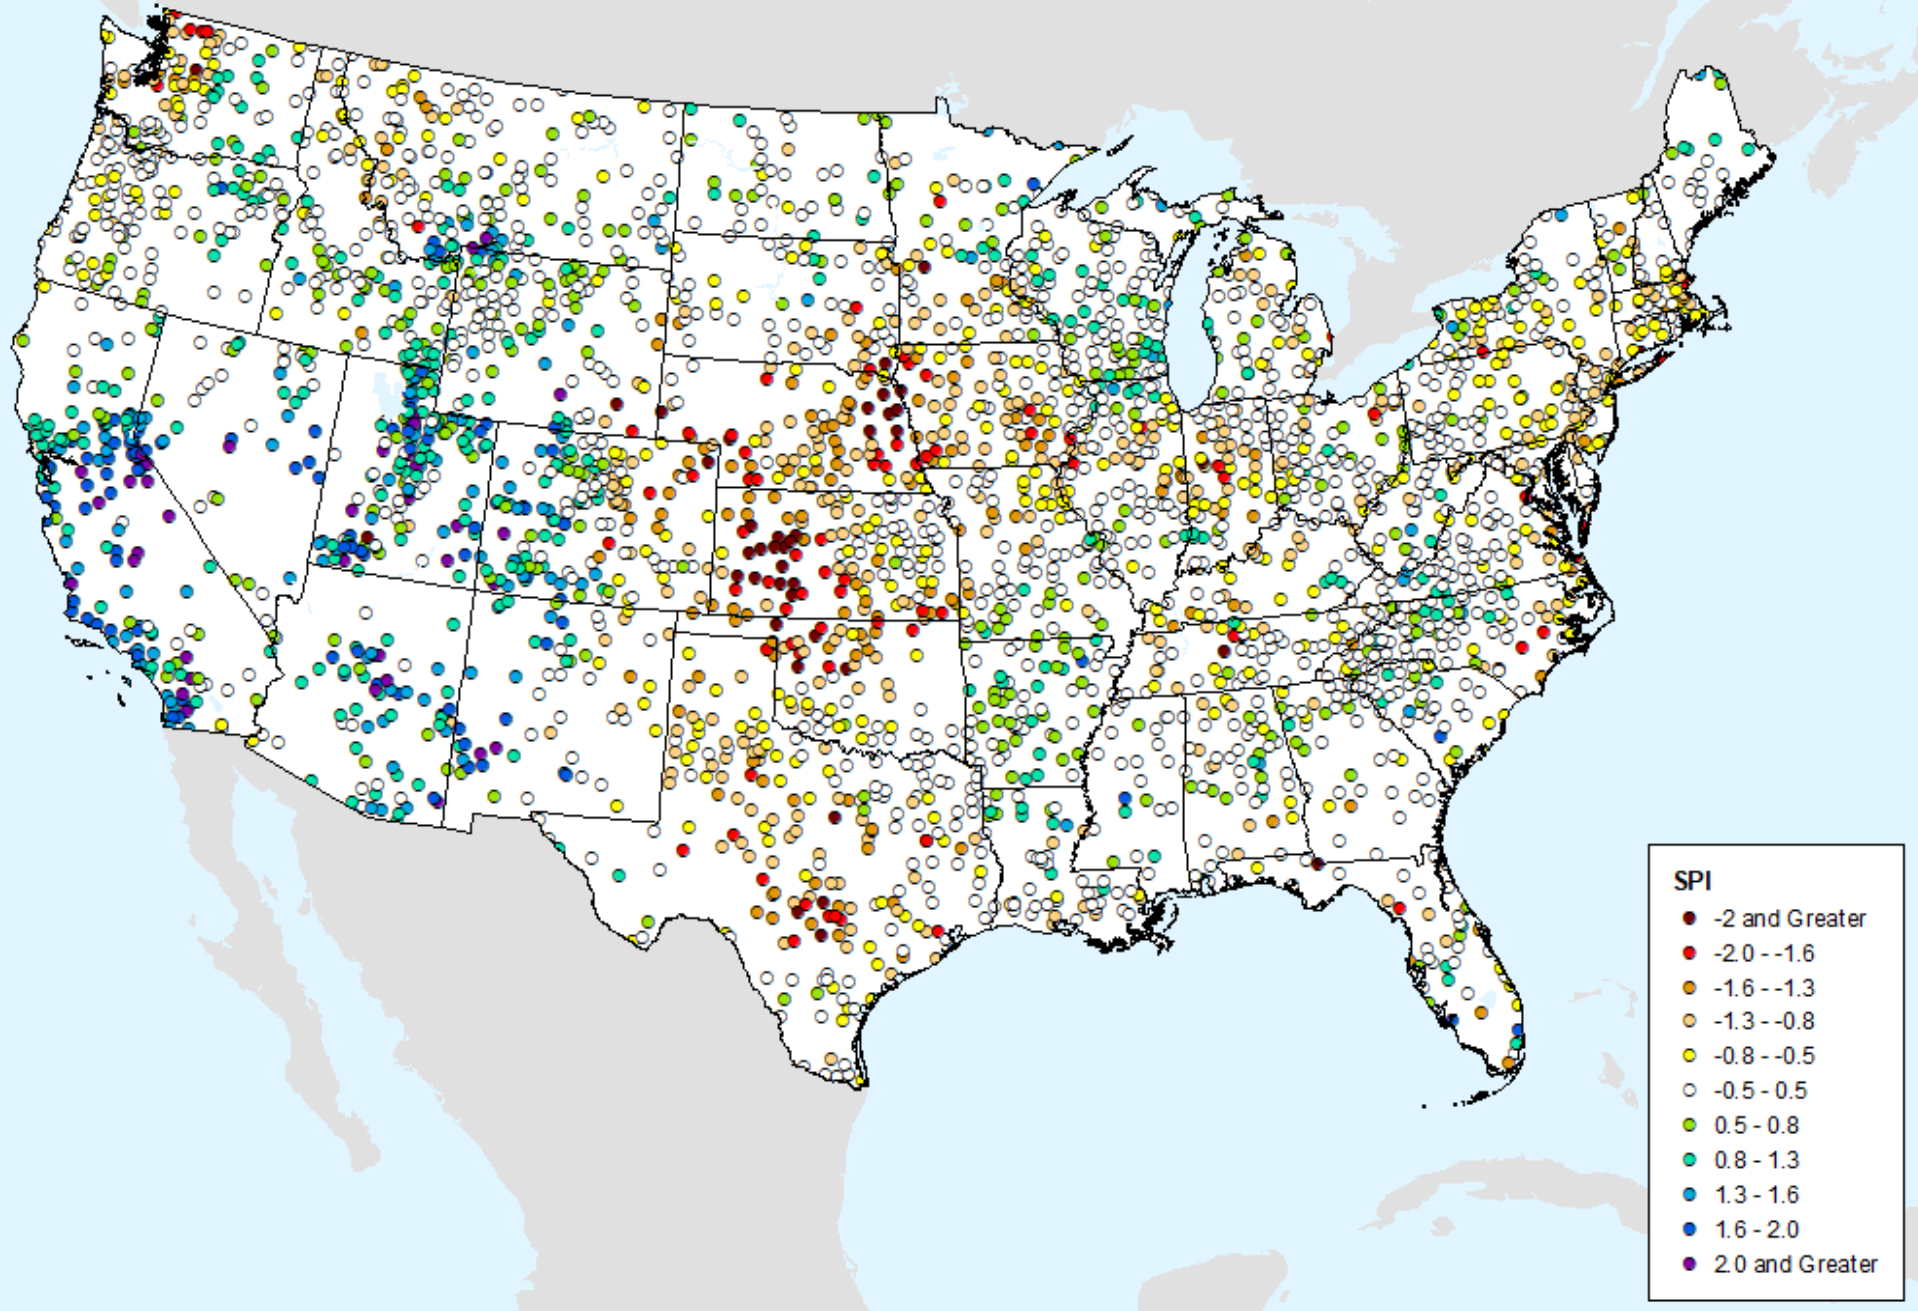 SPI
-2 and Greater
-2.0 - -1.6
-1.6 - -1.3
-1.3 - -0.8
-0.8 - -0.5
-0.5 - 0.5
0.5 - 0.8
0.8 - 1.3
1.3 - 1.6
1.6 - 2.0
2.0 and Greater